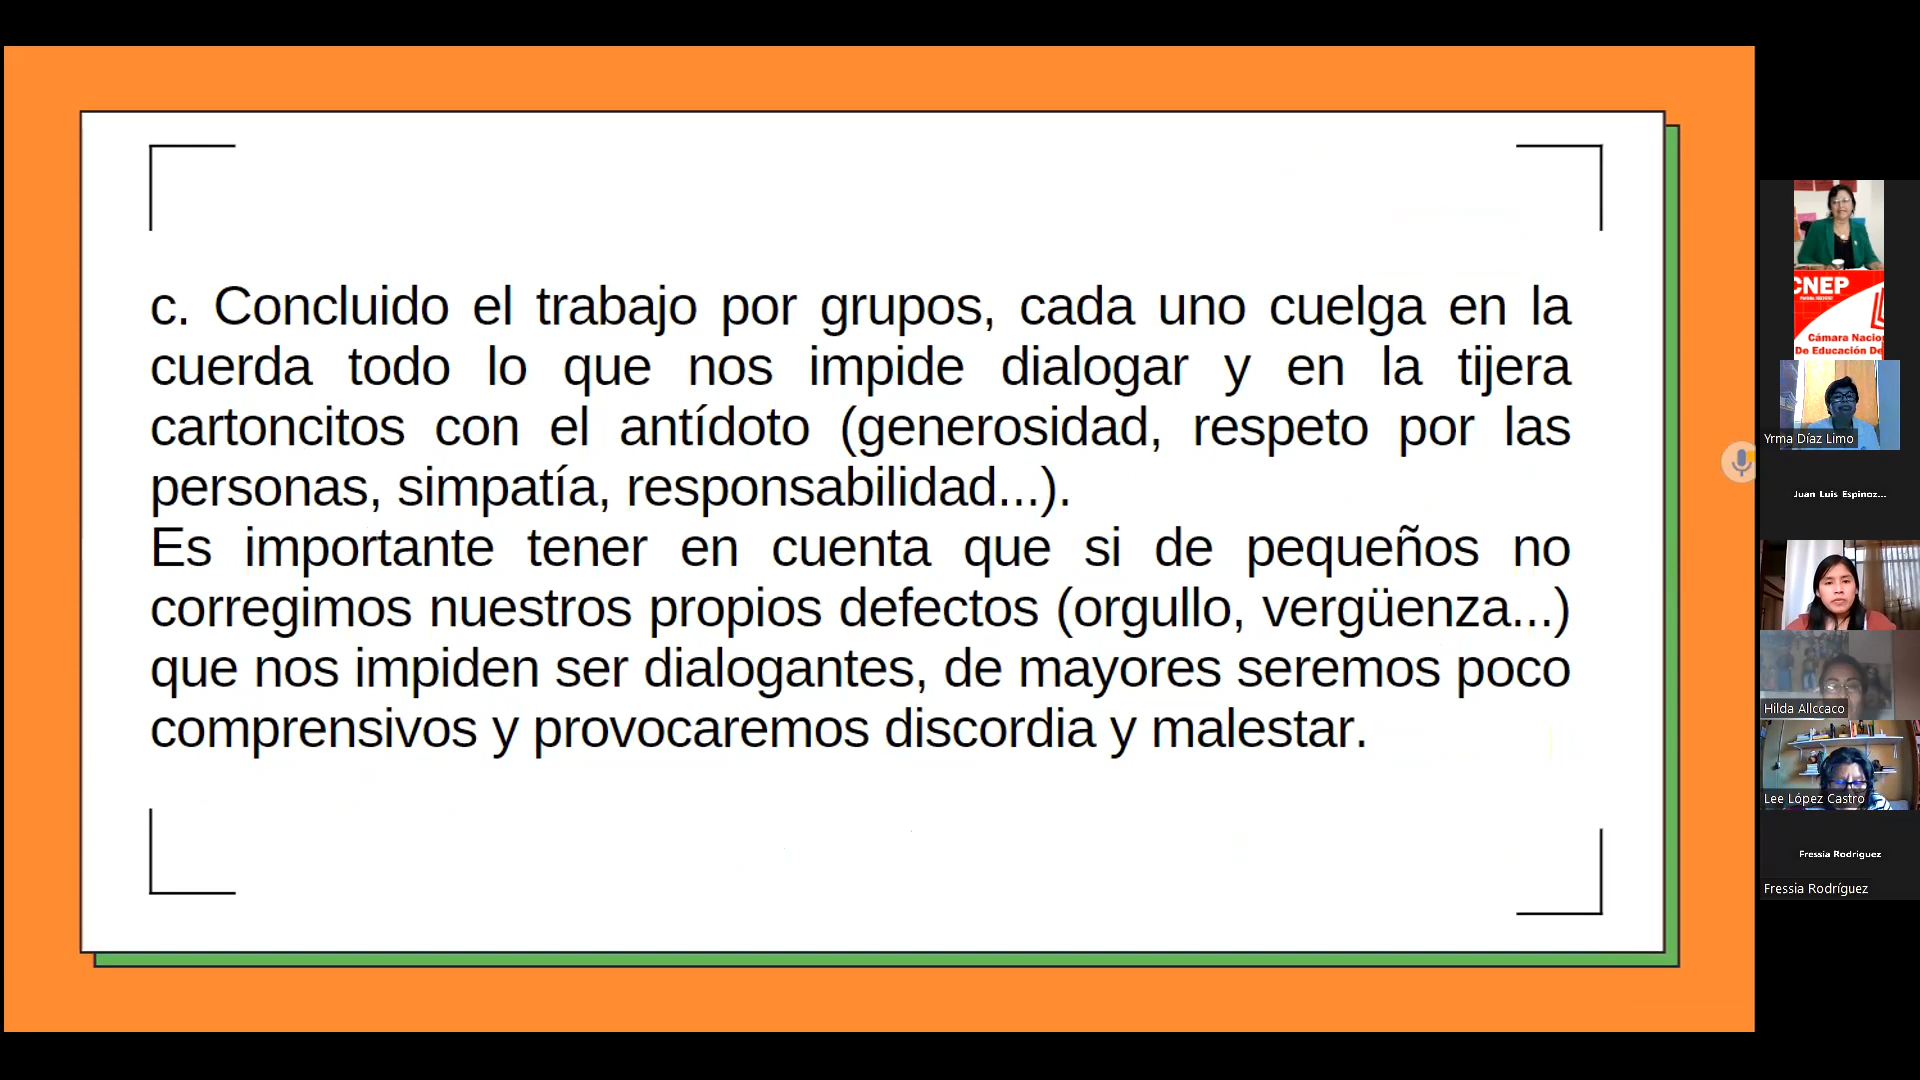 c. Concluido el trabajo por grupos, cada uno cuelga en la
cuerda todo lo que nos impide dialogar y en la tijera
cartoncitos con el antídoto (generosidad, respeto por las
personas, simpatía, responsabilidad...).
Es importante tener en cuenta que si de pequeños no
corregimos nuestros propios defectos (orgullo, vergüenza...)
que nos impiden ser dialogantes, de mayores seremos poco
comprensivos y provocaremos discordia y malestar.
CNEP
Cámara Nacio
De Educación De
Yrma Díaz Limo
Juan Luis Espinoz...
Hilda Allccaco
Lee López Castro
Fressia Rodriguez
Fressia Rodríguez